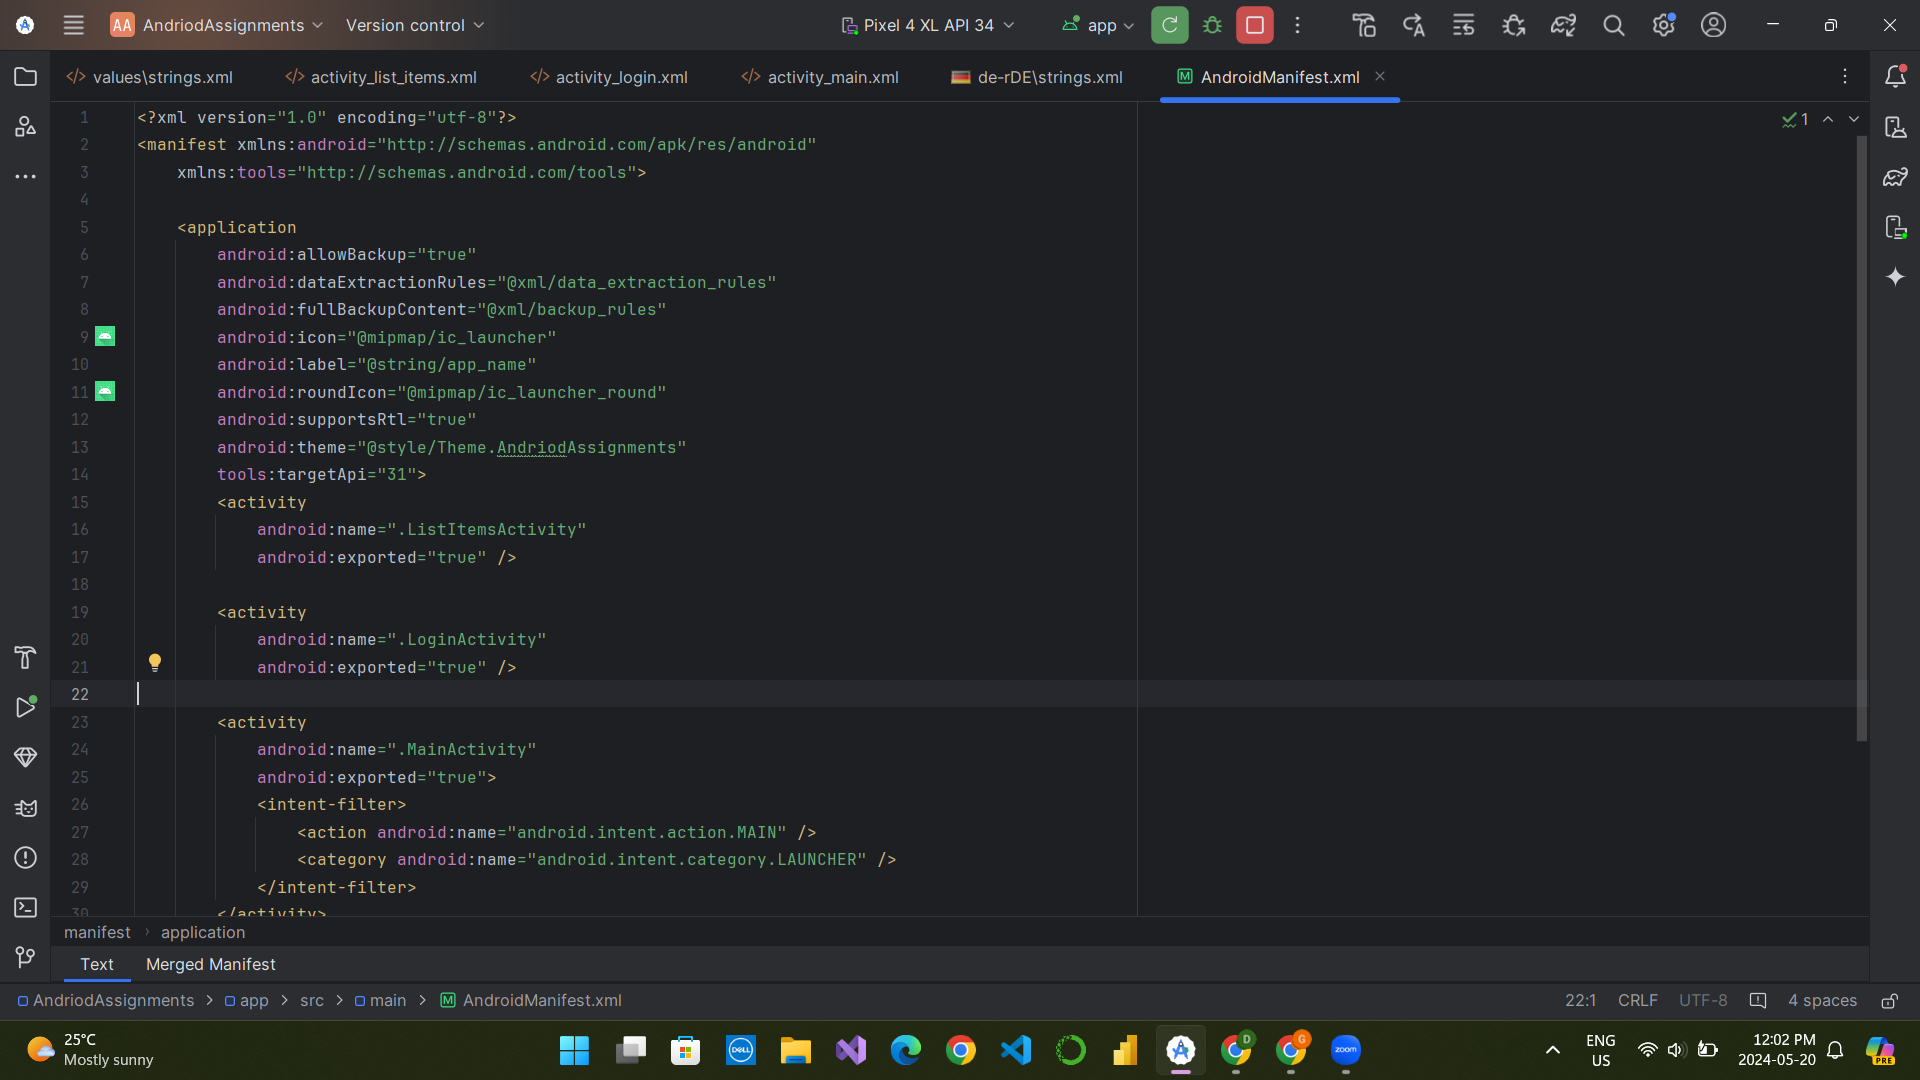 AA AndriodAssignments Version control Pixel 4 XL API 34 app
values\strings.xml activity_list_items.xml activity_login.xml activity_main.xml de-rDE\strings.xml AndroidManifest.xml
1 <?xml version="1.0" encoding="utf-8"?>
1
2 <manifest xmlns:android="http://schemas.android.com/apk/res/android"
3 xmlns:tools="http://schemas.android.com/tools">
4
5 <application
6 android:allowBackup="true"
7 android:dataExtractionRules="@xml/data_extraction_rules"
8 android:fullBackupContent="@xml/backup_rules"
9 android:icon="@mipmap/ic_launcher"
10 android:label="@string/app_name"
11 android:roundIcon="@mipmap/ic_launcher_round"
12 android:supportsRtl="true"
13 android:theme="@style/Theme.AndriodAssignments"
14 tools:targetApi="31">
15 <activity
16 android:name=".ListItemsActivity"
17 android:exported="true" />
18
19 <activity
20 android:name=".LoginActivity"
21 android:exported="true" />
22
23 <activity
24 android:name=".MainActivity"
25 android:exported="true">
26 <intent-filter>
27 <action android:name="android.intent.action.MAIN" />
28 <category android:name="android.intent.category.LAUNCHER" />
29 </intent-filter>
30 </activity>
manifest › application
Text Merged Manifest
AndriodAssignments > app > src > main > AndroidManifest.xml 22:1 CRLF UTF-8 4 spaces
25°C
Mostly sunny
DELL
D
G
zoom
ENG
US
12:02 PM
2024-05-20
PRE